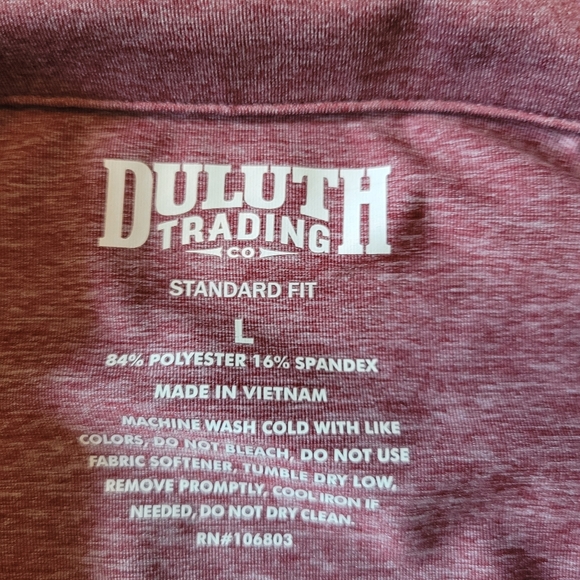 DULUTH
TRADING
CO
STANDARD FIT
L
84% POLYESTER 16% SPANDEX
MADE IN VIETNAM
MACHINE WASH COLD WITH LIKE
COLORS, DO NOT BLEACH, DO NOT USE
FABRIC SOFTENER, TUMBLE DRY LOW,
REMOVE PROMPTLY, COOL IRON IF
NEEDED, DO NOT DRY CLEAN.
RN#106803